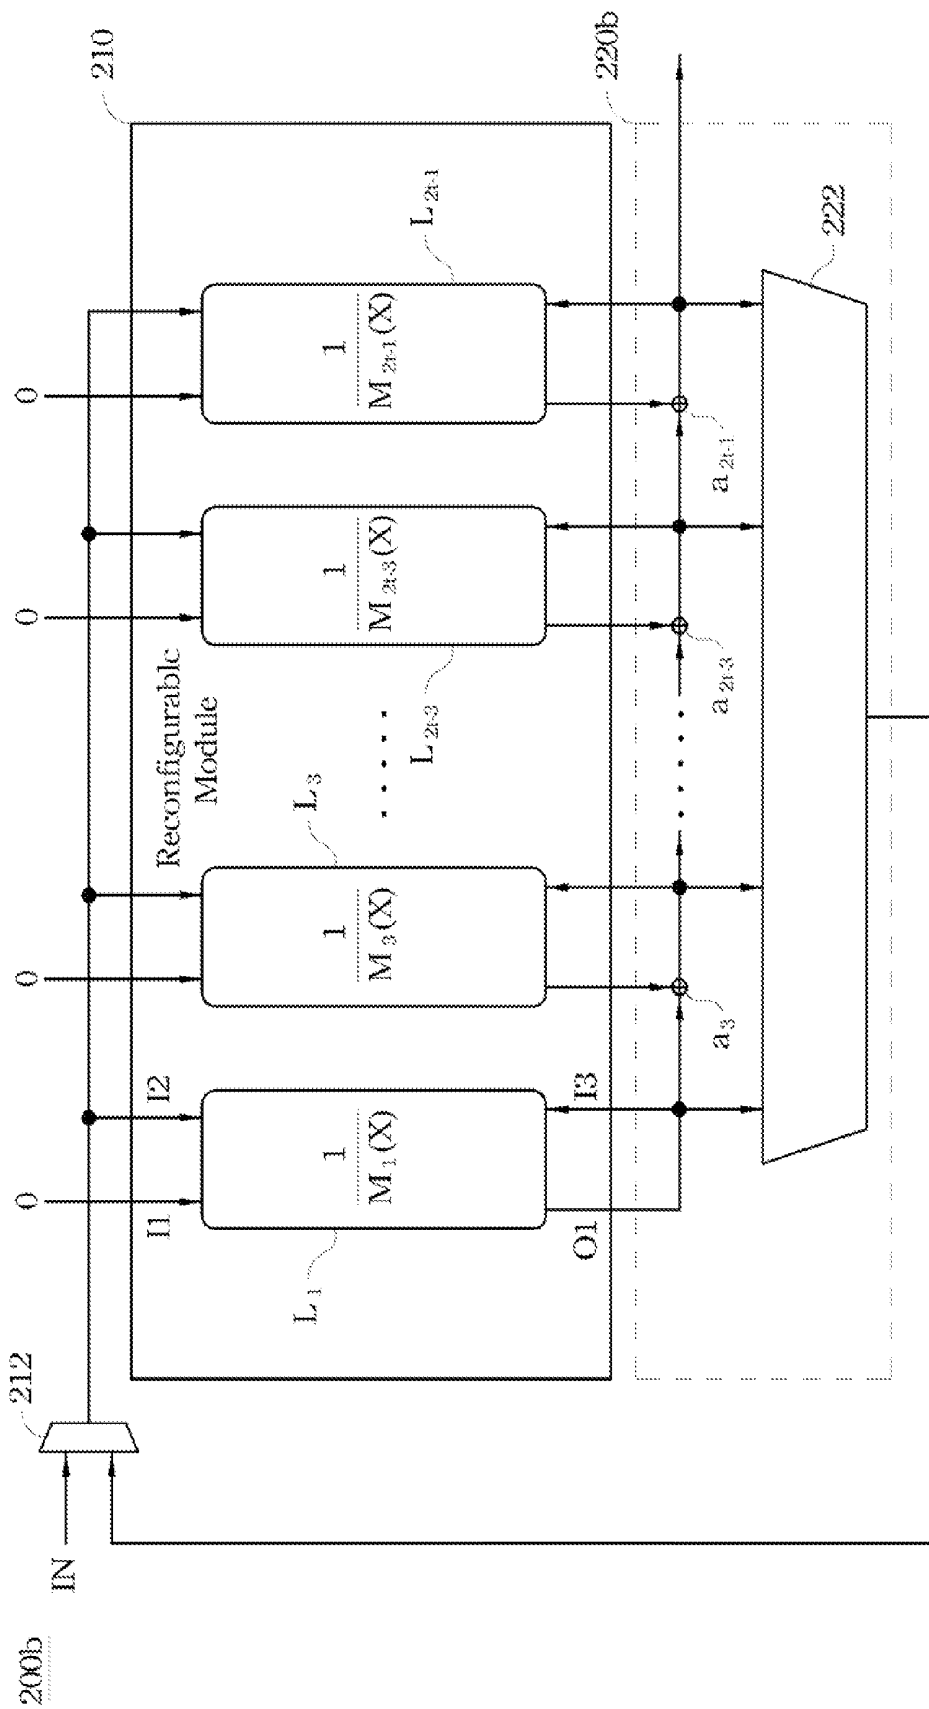 200b
IN
212
0
0
0
0
210
I1
I2
Reconfigurable
Module
L1
1
M1(X)
L3
1
M3(X)
L2t-3
1
M2t-3(X)
L2t-1
1
M2t-1(X)
O1
I3
220b
a3
a2t-3
a2t-1
222